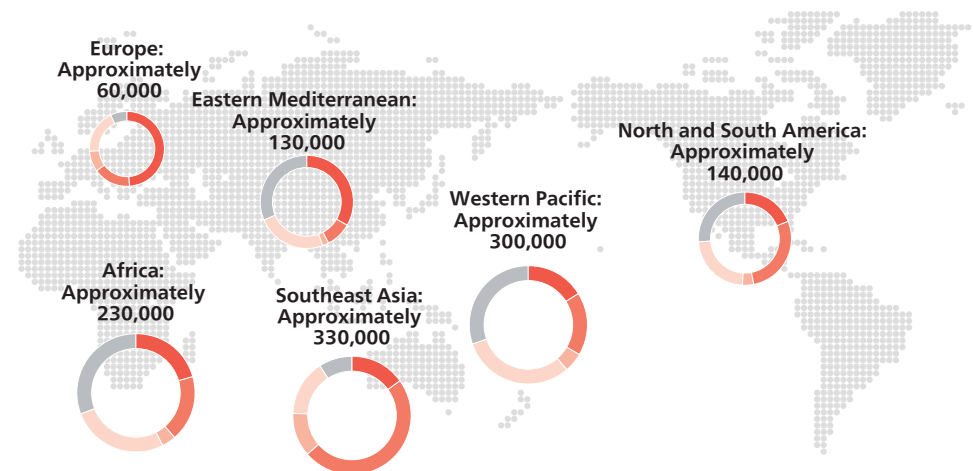 Europe:
Approximately
60,000
Eastern Mediterranean:
Approximately
130,000
North and South America:
Approximately
140,000
Western Pacific:
Approximately
300,000
Africa:
Approximately
230,000
Southeast Asia:
Approximately
330,000